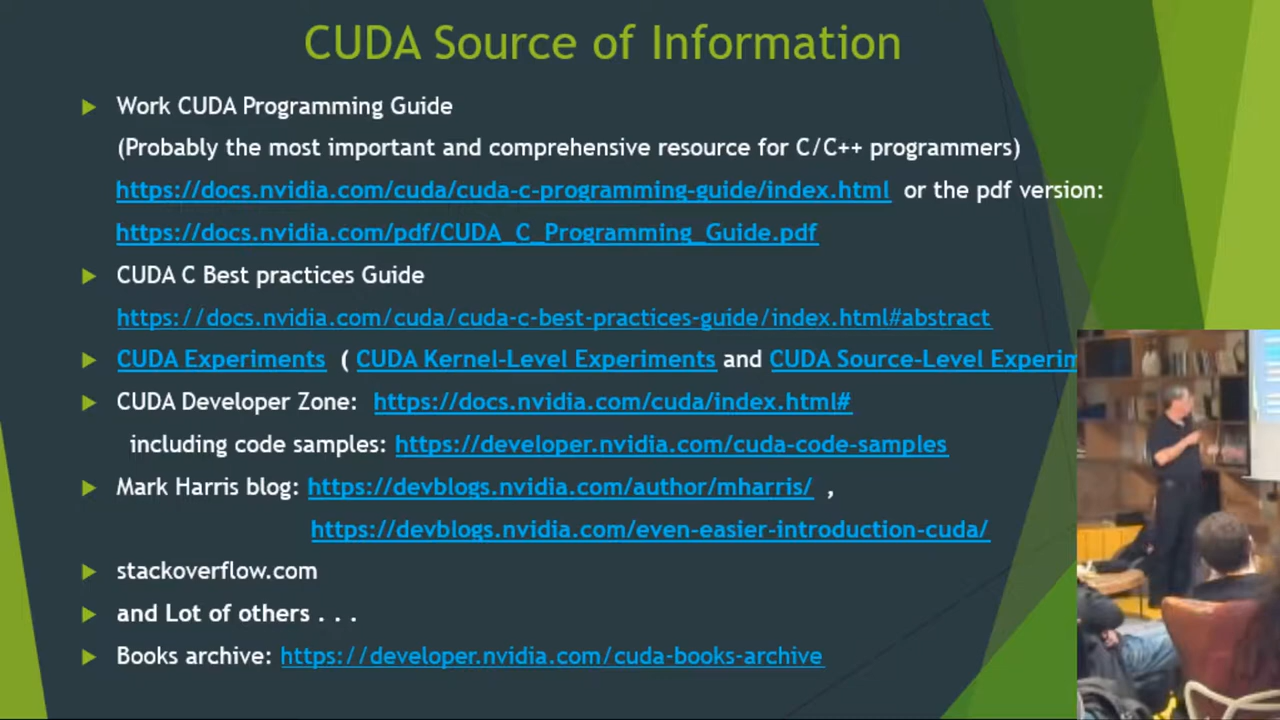 CUDA Source of Information
Work CUDA Programming Guide
(Probably the most important and comprehensive resource for C/C++ programmers)
https://docs.nvidia.com/cuda/cuda-c-programming-guide/index.html or the pdf version:
https://docs.nvidia.com/pdf/CUDA_C_Programming_Guide.pdf
CUDA C Best practices Guide
https://docs.nvidia.com/cuda/cuda-c-best-practices-guide/index.html#abstract
CUDA Experiments ( CUDA Kernel-Level Experiments and CUDA Source-Level Experim
CUDA Developer Zone: https://docs.nvidia.com/cuda/index.html#
including code samples: https://developer.nvidia.com/cuda-code-samples
Mark Harris blog: https://devblogs.nvidia.com/author/mharris/ ,
https://devblogs.nvidia.com/even-easier-introduction-cuda/
stackoverflow.com
and Lot of others . . .
Books archive: https://developer.nvidia.com/cuda-books-archive